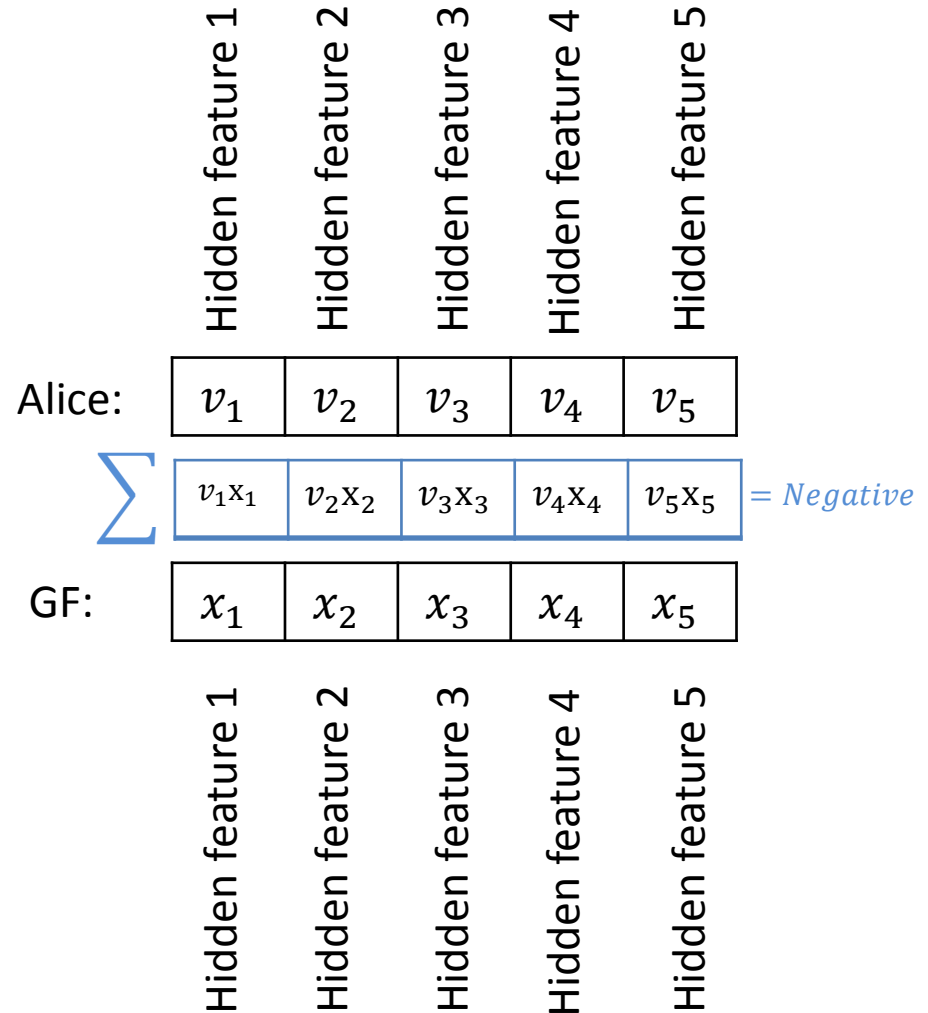 Hidden feature 1
Hidden feature 2
Hidden feature 3
Hidden feature 4
Hidden feature 5
Alice: 𝑣₁ 𝑣₂ 𝑣₃ 𝑣₄ 𝑣₅
∑ 𝑣₁x₁ 𝑣₂x₂ 𝑣₃x₃ 𝑣₄x₄ 𝑣₅x₅ = Negative
GF: 𝑥₁ 𝑥₂ 𝑥₃ 𝑥₄ 𝑥₅
Hidden feature 1
Hidden feature 2
Hidden feature 3
Hidden feature 4
Hidden feature 5